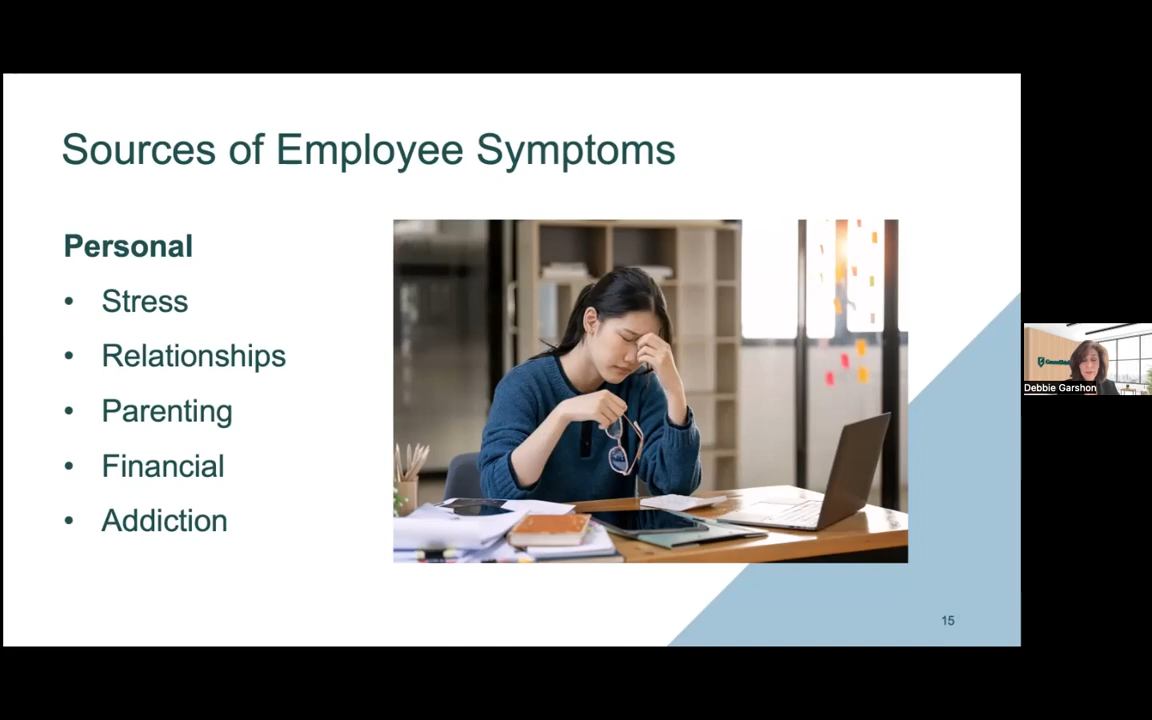 Sources of Employee Symptoms
Personal
• Stress
• Relationships
• Parenting
• Financial
• Addiction
15
Debbie Garshon